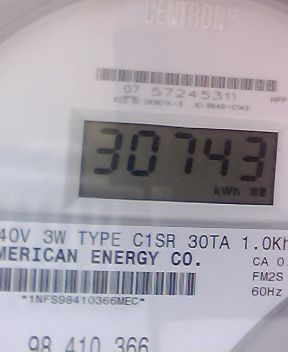 CENTRON®
07 57245311
30743
kWh
40V 3W TYPE C1SR 30TA 1.0Kh
MERICAN ENERGY CO.
CA 0.
FM2S
60Hz
*1NFS98410366MEC*
98 410 366